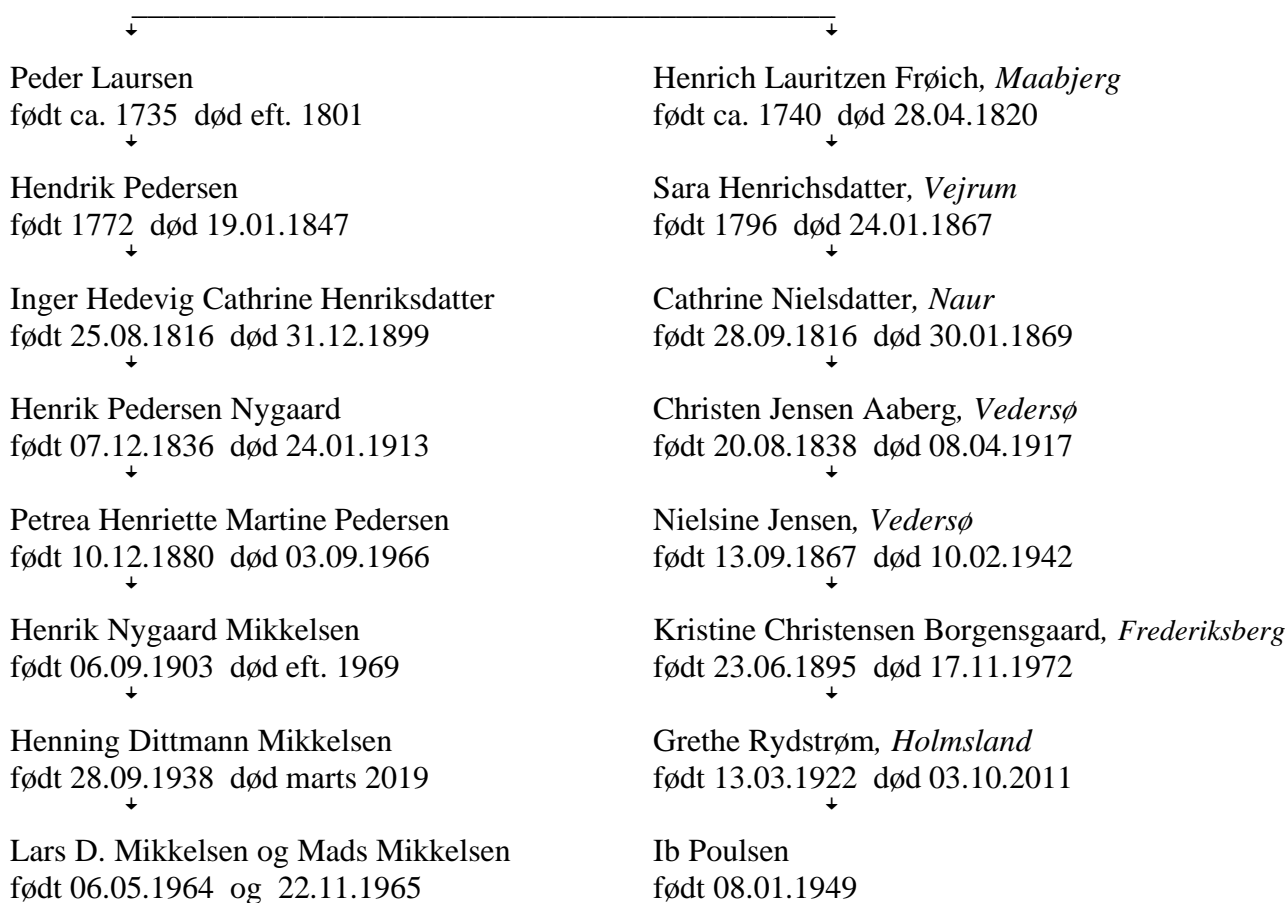 Peder Laursen
født ca. 1735 død eft. 1801
Hendrik Pedersen
født 1772 død 19.01.1847
Inger Hedevig Cathrine Henriksdatter
født 25.08.1816 død 31.12.1899
Henrik Pedersen Nygaard
født 07.12.1836 død 24.01.1913
Petrea Henriette Martine Pedersen
født 10.12.1880 død 03.09.1966
Henrik Nygaard Mikkelsen
født 06.09.1903 død eft. 1969
Henning Dittmann Mikkelsen
født 28.09.1938 død marts 2019
Lars D. Mikkelsen og Mads Mikkelsen
født 06.05.1964 og 22.11.1965
Henrich Lauritzen Frøich, Maabjerg
født ca. 1740 død 28.04.1820
Sara Henrichsdatter, Vejrum
født 1796 død 24.01.1867
Cathrine Nielsdatter, Naur
født 28.09.1816 død 30.01.1869
Christen Jensen Aaberg, Vedersø
født 20.08.1838 død 08.04.1917
Nielsine Jensen, Vedersø
født 13.09.1867 død 10.02.1942
Kristine Christensen Borgensgaard, Frederiksberg
født 23.06.1895 død 17.11.1972
Grethe Rydstrøm, Holmsland
født 13.03.1922 død 03.10.2011
Ib Poulsen
født 08.01.1949